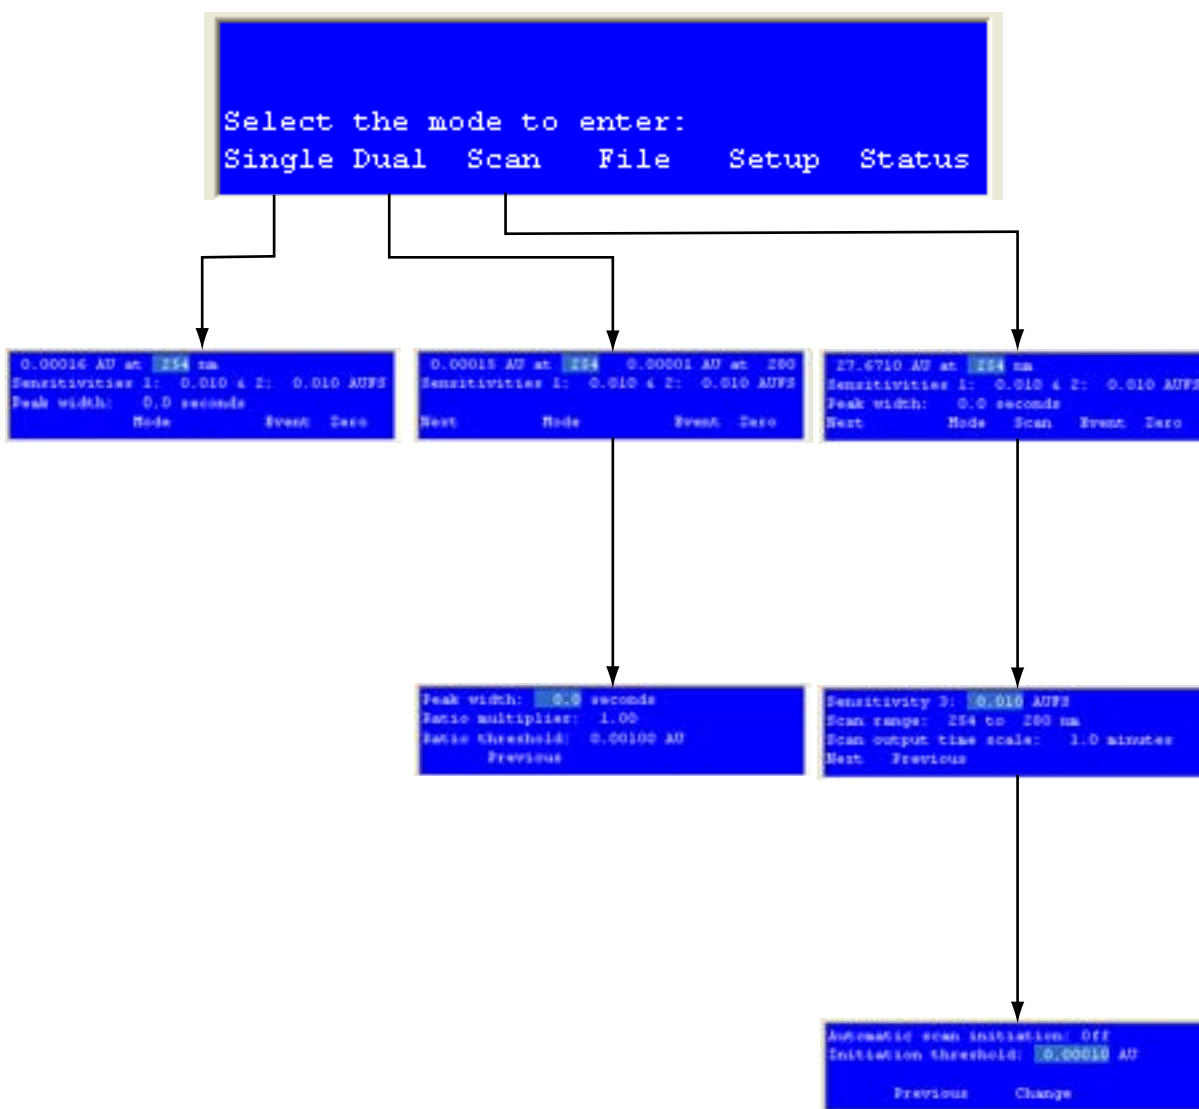 Select the mode to enter:
Single Dual Scan File Setup Status
0.00016 AU at 254 nm
Sensitivities 1: 0.010 & 2: 0.010 AUFS
Peak width: 0.0 seconds
Mode Event Zero
0.00015 AU at 254 0.00001 AU at 280
Sensitivities 1: 0.010 & 2: 0.010 AUFS
Next Mode Event Zero
27.6710 AU at 254 nm
Sensitivities 1: 0.010 & 2: 0.010 AUFS
Peak width: 0.0 seconds
Next Mode Scan Event Zero
Peak width: 0.0 seconds
Ratio multiplier: 1.00
Ratio threshold: 0.00100 AU
Previous
Sensitivity 3: 0.010 AUFS
Scan range: 254 to 280 nm
Scan output time scale: 1.0 minutes
Next Previous
Automatic scan initiation: Off
Initiation threshold: 0.00010 AU
Previous Change